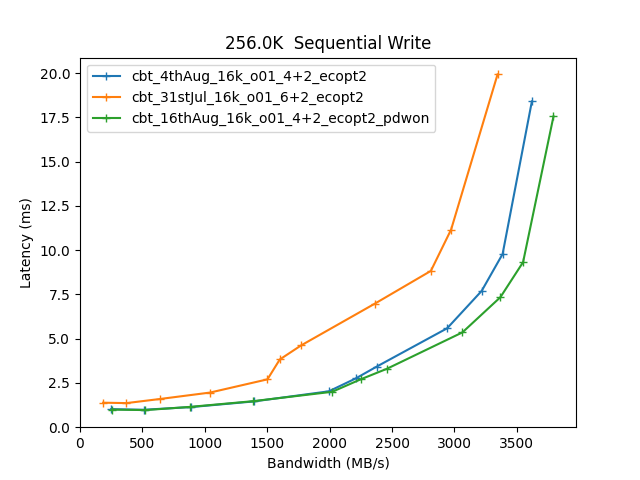 256.0K  Sequential Write
cbt_4thAug_16k_o01_4+2_ecopt2
cbt_31stJul_16k_o01_6+2_ecopt2
cbt_16thAug_16k_o01_4+2_ecopt2_pdwon
Latency (ms)
20.0
17.5
15.0
12.5
10.0
7.5
5.0
2.5
0.0
0 500 1000 1500 2000 2500 3000 3500
Bandwidth (MB/s)